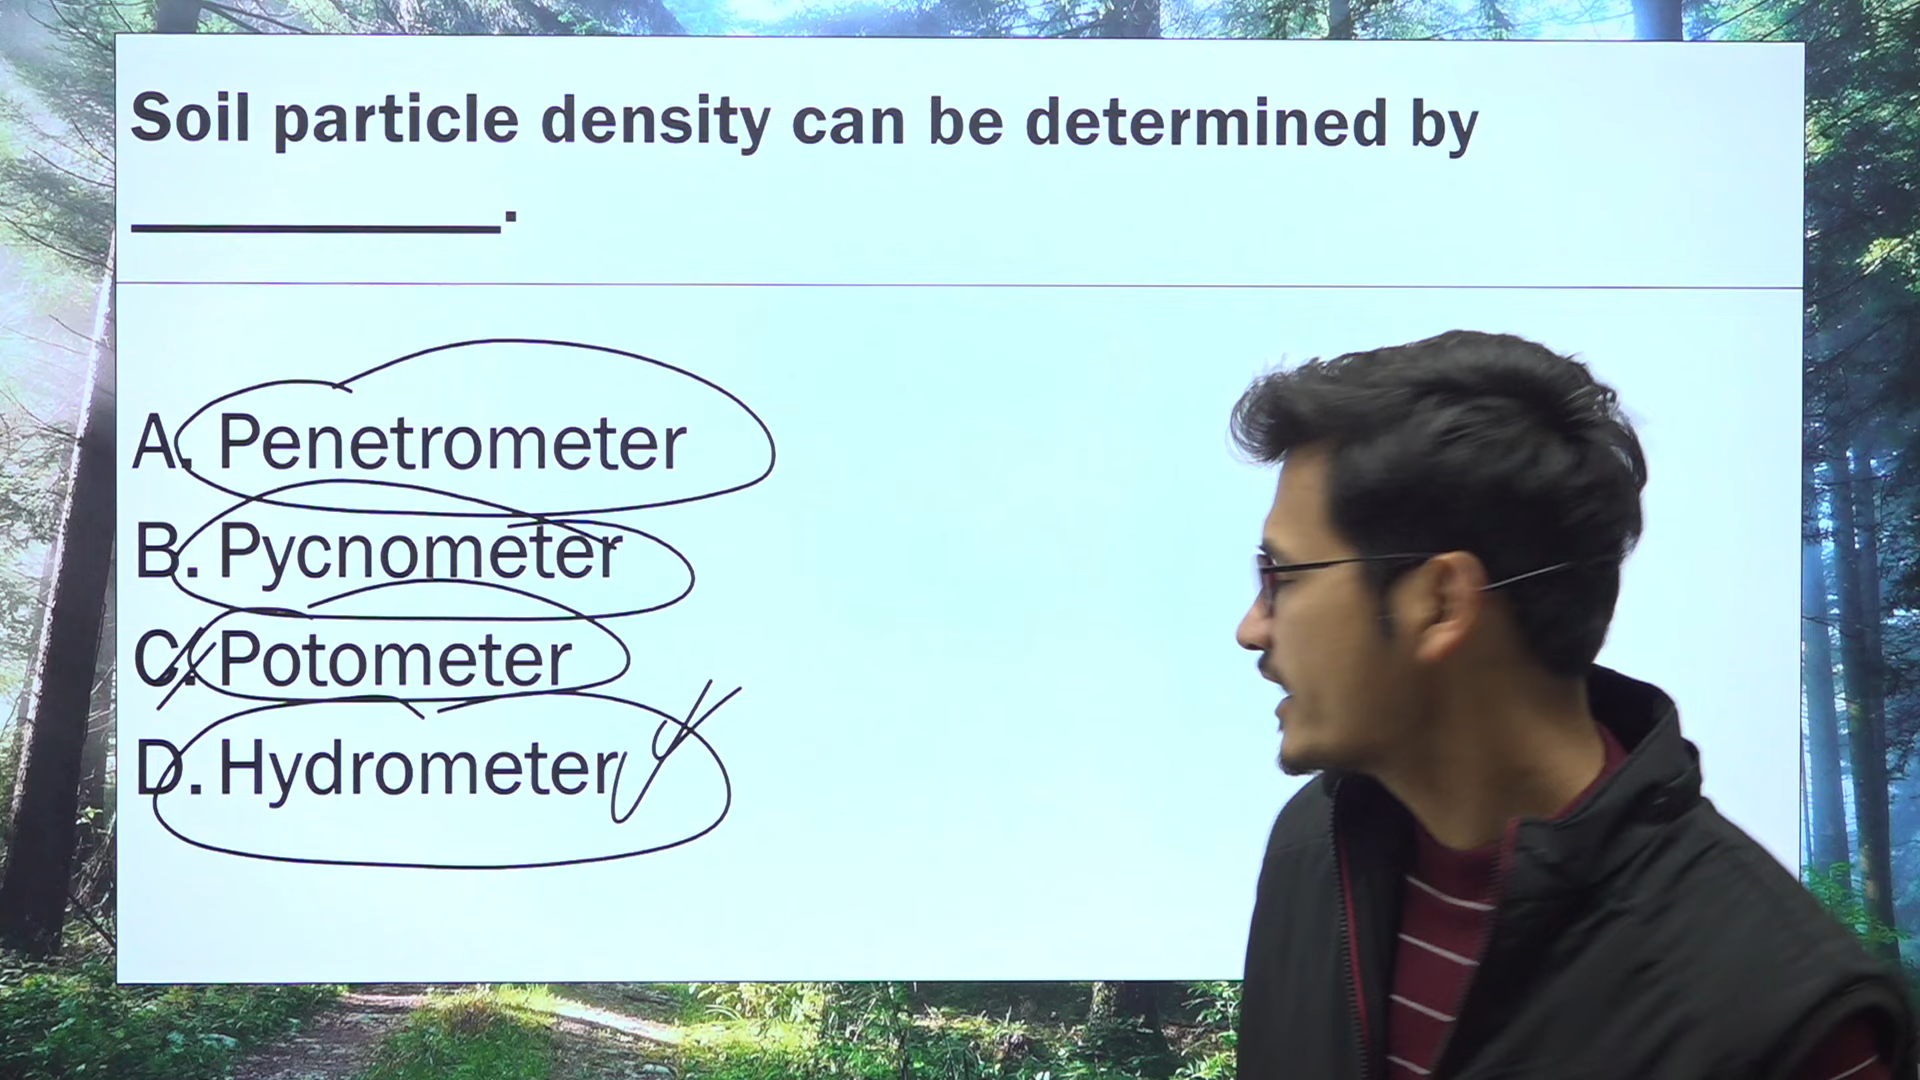 Soil particle density can be determined by
__________.
A. Penetrometer
B. Pycnometer
C. Potometer
D. Hydrometer